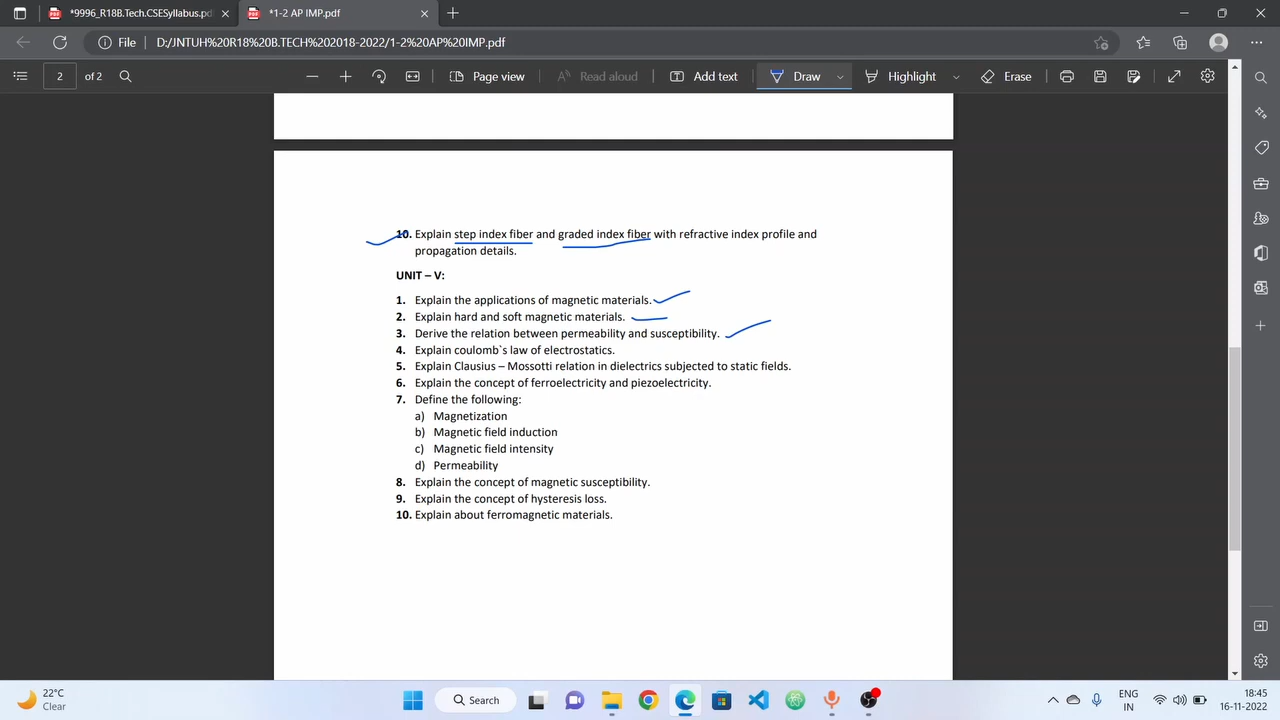 *9996_R18B.Tech.CSESyllabus.pd
*1-2 AP IMP.pdf
File
D:/JNTUH%20R18%20B.TECH%202018-2022/1-2%20AP%20IMP.pdf
2 of 2
Page view
Read aloud
Add text
Draw
Highlight
Erase
10. Explain step index fiber and graded index fiber with refractive index profile and
propagation details.
UNIT – V:
1. Explain the applications of magnetic materials.
2. Explain hard and soft magnetic materials.
3. Derive the relation between permeability and susceptibility.
4. Explain coulomb`s law of electrostatics.
5. Explain Clausius – Mossotti relation in dielectrics subjected to static fields.
6. Explain the concept of ferroelectricity and piezoelectricity.
7. Define the following:
a) Magnetization
b) Magnetic field induction
c) Magnetic field intensity
d) Permeability
8. Explain the concept of magnetic susceptibility.
9. Explain the concept of hysteresis loss.
10. Explain about ferromagnetic materials.
22°C
Clear
Search
ENG
IN
18:45
16-11-2022